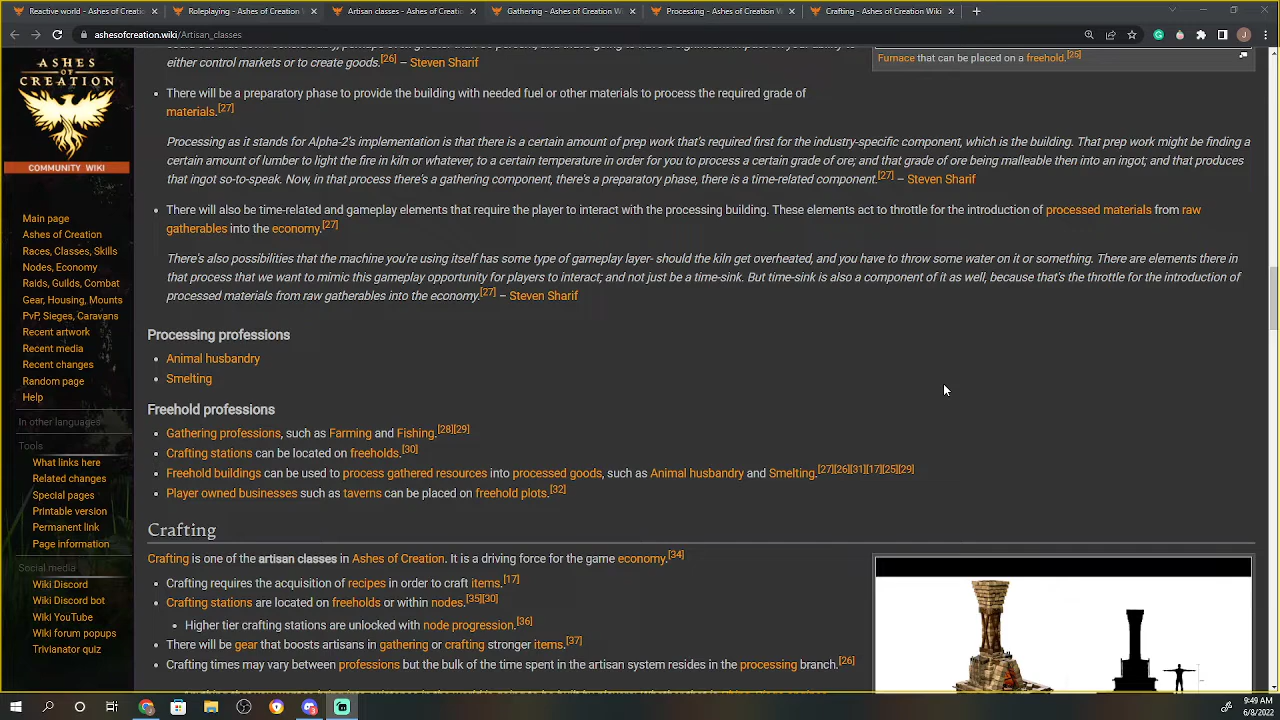 Reactive world - Ashes of Creati
Roleplaying - Ashes of Creation
Artisan classes - Ashes of Creati
Gathering - Ashes of Creation W
Processing - Ashes of Creation W
Crafting - Ashes of Creation Wiki
ashesofcreation.wiki/Artisan_classes
ASHES
OF
CREATION
COMMUNITY WIKI
Main page
Ashes of Creation
Races, Classes, Skills
Nodes, Economy
Raids, Guilds, Combat
Gear, Housing, Mounts
PvP, Sieges, Caravans
Recent artwork
Recent media
Recent changes
Random page
Help
In other languages
Tools
What links here
Related changes
Special pages
Printable version
Permanent link
Page information
Social media
Wiki Discord
Wiki Discord bot
Wiki YouTube
Wiki forum popups
Trivianator quiz
either control markets or to create goods.[26] – Steven Sharif
Furnace that can be placed on a freehold.[25]
There will be a preparatory phase to provide the building with needed fuel or other materials to process the required grade of
materials.[27]
Processing as it stands for Alpha-2's implementation is that there is a certain amount of prep work that's required first for the industry-specific component, which is the building. That prep work might be finding a
certain amount of lumber to light the fire in kiln or whatever, to a certain temperature in order for you to process a certain grade of ore; and that grade of ore being malleable then into an ingot; and that produces
that ingot so-to-speak. Now, in that process there's a gathering component, there's a preparatory phase, there is a time-related component.[27] – Steven Sharif
There will also be time-related and gameplay elements that require the player to interact with the processing building. These elements act to throttle for the introduction of processed materials from raw
gatherables into the economy.[27]
There's also possibilities that the machine you're using itself has some type of gameplay layer- should the kiln get overheated, and you have to throw some water on it or something. There are elements there in
that process that we want to mimic this gameplay opportunity for players to interact; and not just be a time-sink. But time-sink is also a component of it as well, because that's the throttle for the introduction of
processed materials from raw gatherables into the economy.[27] – Steven Sharif
Processing professions
Animal husbandry
Smelting
Freehold professions
Gathering professions, such as Farming and Fishing.[28][29]
Crafting stations can be located on freeholds.[30]
Freehold buildings can be used to process gathered resources into processed goods, such as Animal husbandry and Smelting.[27][26][31][17][25][29]
Player owned businesses such as taverns can be placed on freehold plots.[32]
Crafting
Crafting is one of the artisan classes in Ashes of Creation. It is a driving force for the game economy.[34]
Crafting requires the acquisition of recipes in order to craft items.[17]
Crafting stations are located on freeholds or within nodes.[35][30]
Higher tier crafting stations are unlocked with node progression.[36]
There will be gear that boosts artisans in gathering or crafting stronger items.[37]
Crafting times may vary between professions but the bulk of the time spent in the artisan system resides in the processing branch.[26]
9:49 AM
6/8/2022